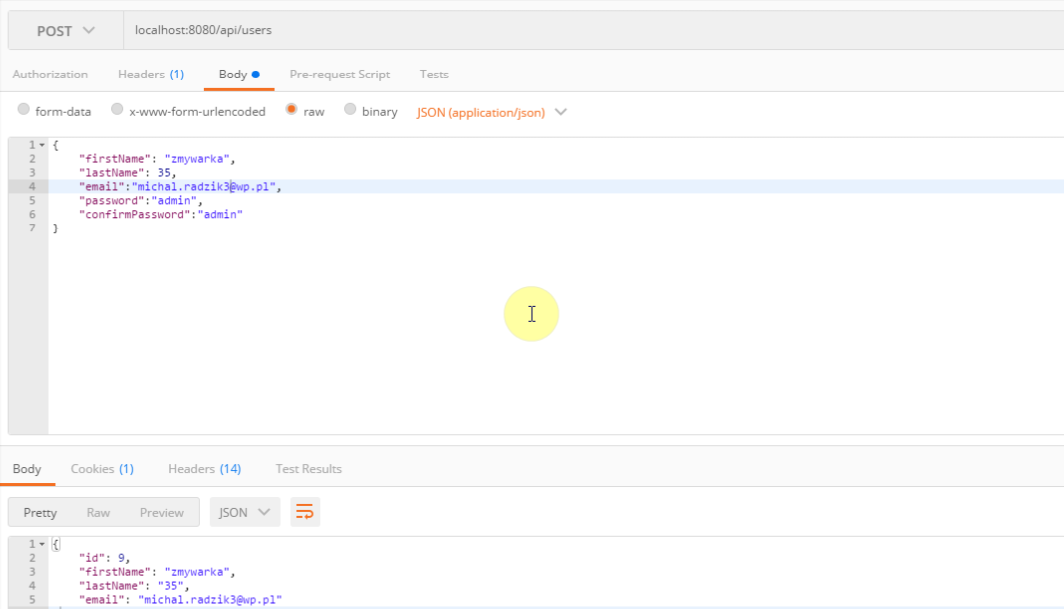 POST localhost:8080/api/users
Authorization Headers (1) Body Pre-request Script Tests
form-data x-www-form-urlencoded raw binary JSON (application/json)
1 {
2 "firstName": "zmywarka",
3 "lastName": 35,
4 "email":"michal.radzik3@wp.pl",
5 "password":"admin",
6 "confirmPassword":"admin"
7 }
Body Cookies (1) Headers (14) Test Results
Pretty Raw Preview JSON
1 {
2 "id": 9,
3 "firstName": "zmywarka",
4 "lastName": "35",
5 "email": "michal.radzik3@wp.pl"